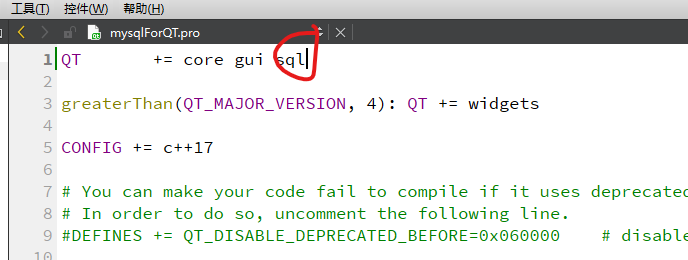 工具(T) 控件(W) 帮助(H)
mysqlForQT.pro
1 QT += core gui sql
2
3 greaterThan(QT_MAJOR_VERSION, 4): QT += widgets
4
5 CONFIG += c++17
6
7 # You can make your code fail to compile if it uses deprecated
8 # In order to do so, uncomment the following line.
9 #DEFINES += QT_DISABLE_DEPRECATED_BEFORE=0x060000 # disable
10